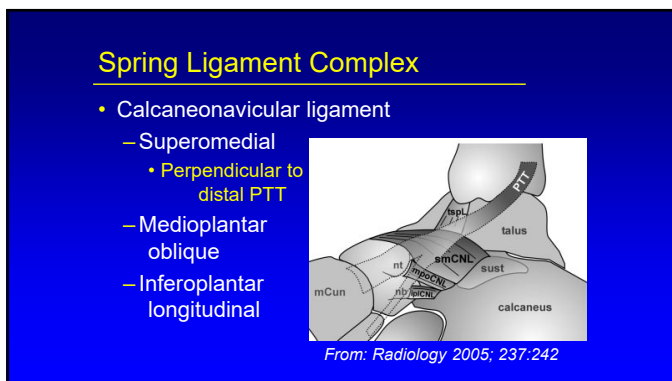 Spring Ligament Complex
• Calcaneonavicular ligament
–Superomedial
• Perpendicular to
distal PTT
–Medioplantar
oblique
–Inferoplantar
longitudinal
PTT
tspL
talus
smCNL
nt
sust
mpoCNL
mCun
nb
iplCNL
calcaneus
From: Radiology 2005; 237:242